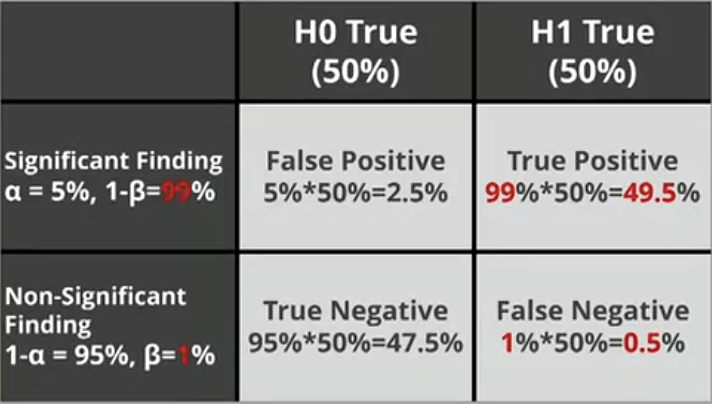 H0 True
(50%)
H1 True
(50%)
Significant Finding
α = 5%, 1-β=99%
False Positive
5%*50%=2.5%
True Positive
99%*50%=49.5%
Non-Significant
Finding
1-α = 95%, β=1%
True Negative
95%*50%=47.5%
False Negative
1%*50%=0.5%